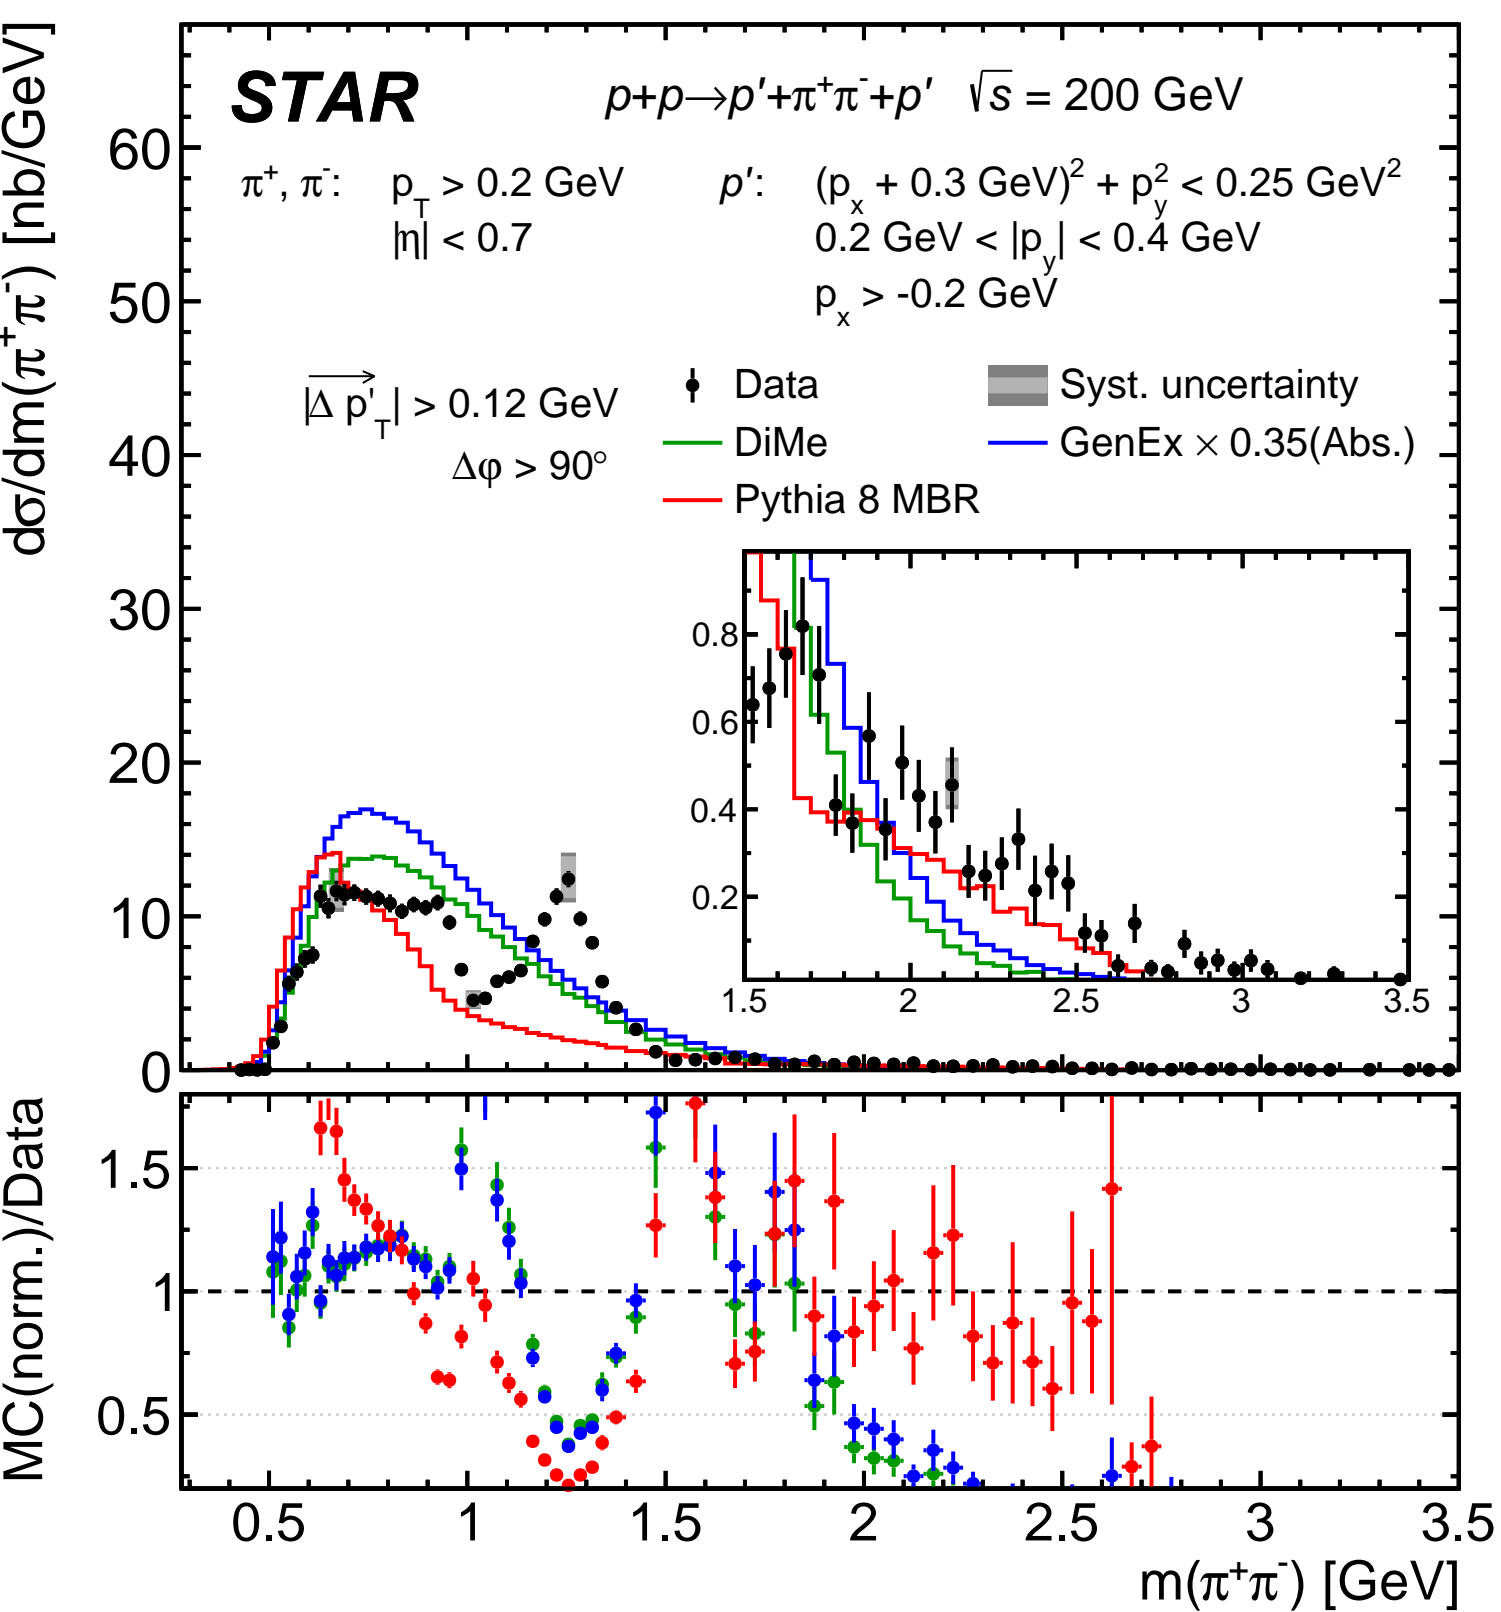 STAR
p+p→p′+π⁺π⁻+p′ √s = 200 GeV
π⁺, π⁻: p_T > 0.2 GeV
|η| < 0.7
p′: (p_x + 0.3 GeV)² + p_y² < 0.25 GeV²
0.2 GeV < |p_y| < 0.4 GeV
p_x > -0.2 GeV
|Δ p'_T| > 0.12 GeV
Δφ > 90°
Data
Syst. uncertainty
DiMe
GenEx × 0.35(Abs.)
Pythia 8 MBR
dσ/dm(π⁺π⁻) [nb/GeV]
60
50
40
30
20
10
0
0.8
0.6
0.4
0.2
1.5 2 2.5 3 3.5
MC(norm.)/Data
1.5
1
0.5
0.5 1 1.5 2 2.5 3 3.5
m(π⁺π⁻) [GeV]